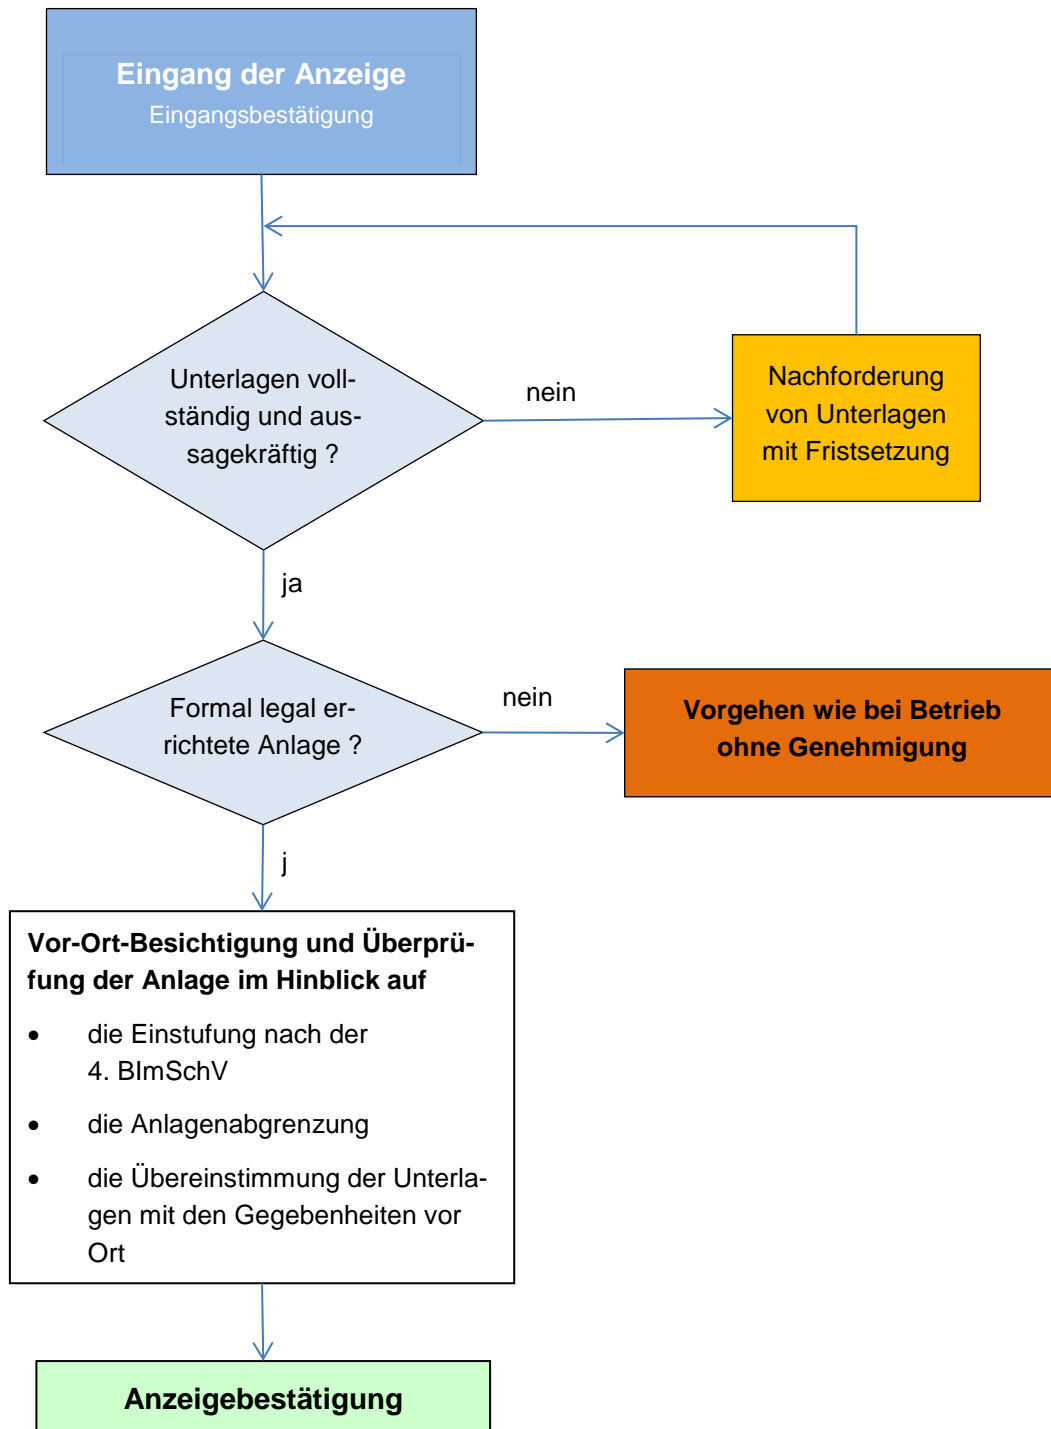 Eingang der Anzeige
Eingangsbestätigung
Unterlagen voll-
ständig und aus-
sagekräftig ?
nein
Nachforderung
von Unterlagen
mit Fristsetzung
ja
Formal legal er-
richtete Anlage ?
nein
Vorgehen wie bei Betrieb
ohne Genehmigung
j
Vor-Ort-Besichtigung und Überprü-
fung der Anlage im Hinblick auf
• die Einstufung nach der
4. BImSchV
• die Anlagenabgrenzung
• die Übereinstimmung der Unterla-
gen mit den Gegebenheiten vor
Ort
Anzeigebestätigung